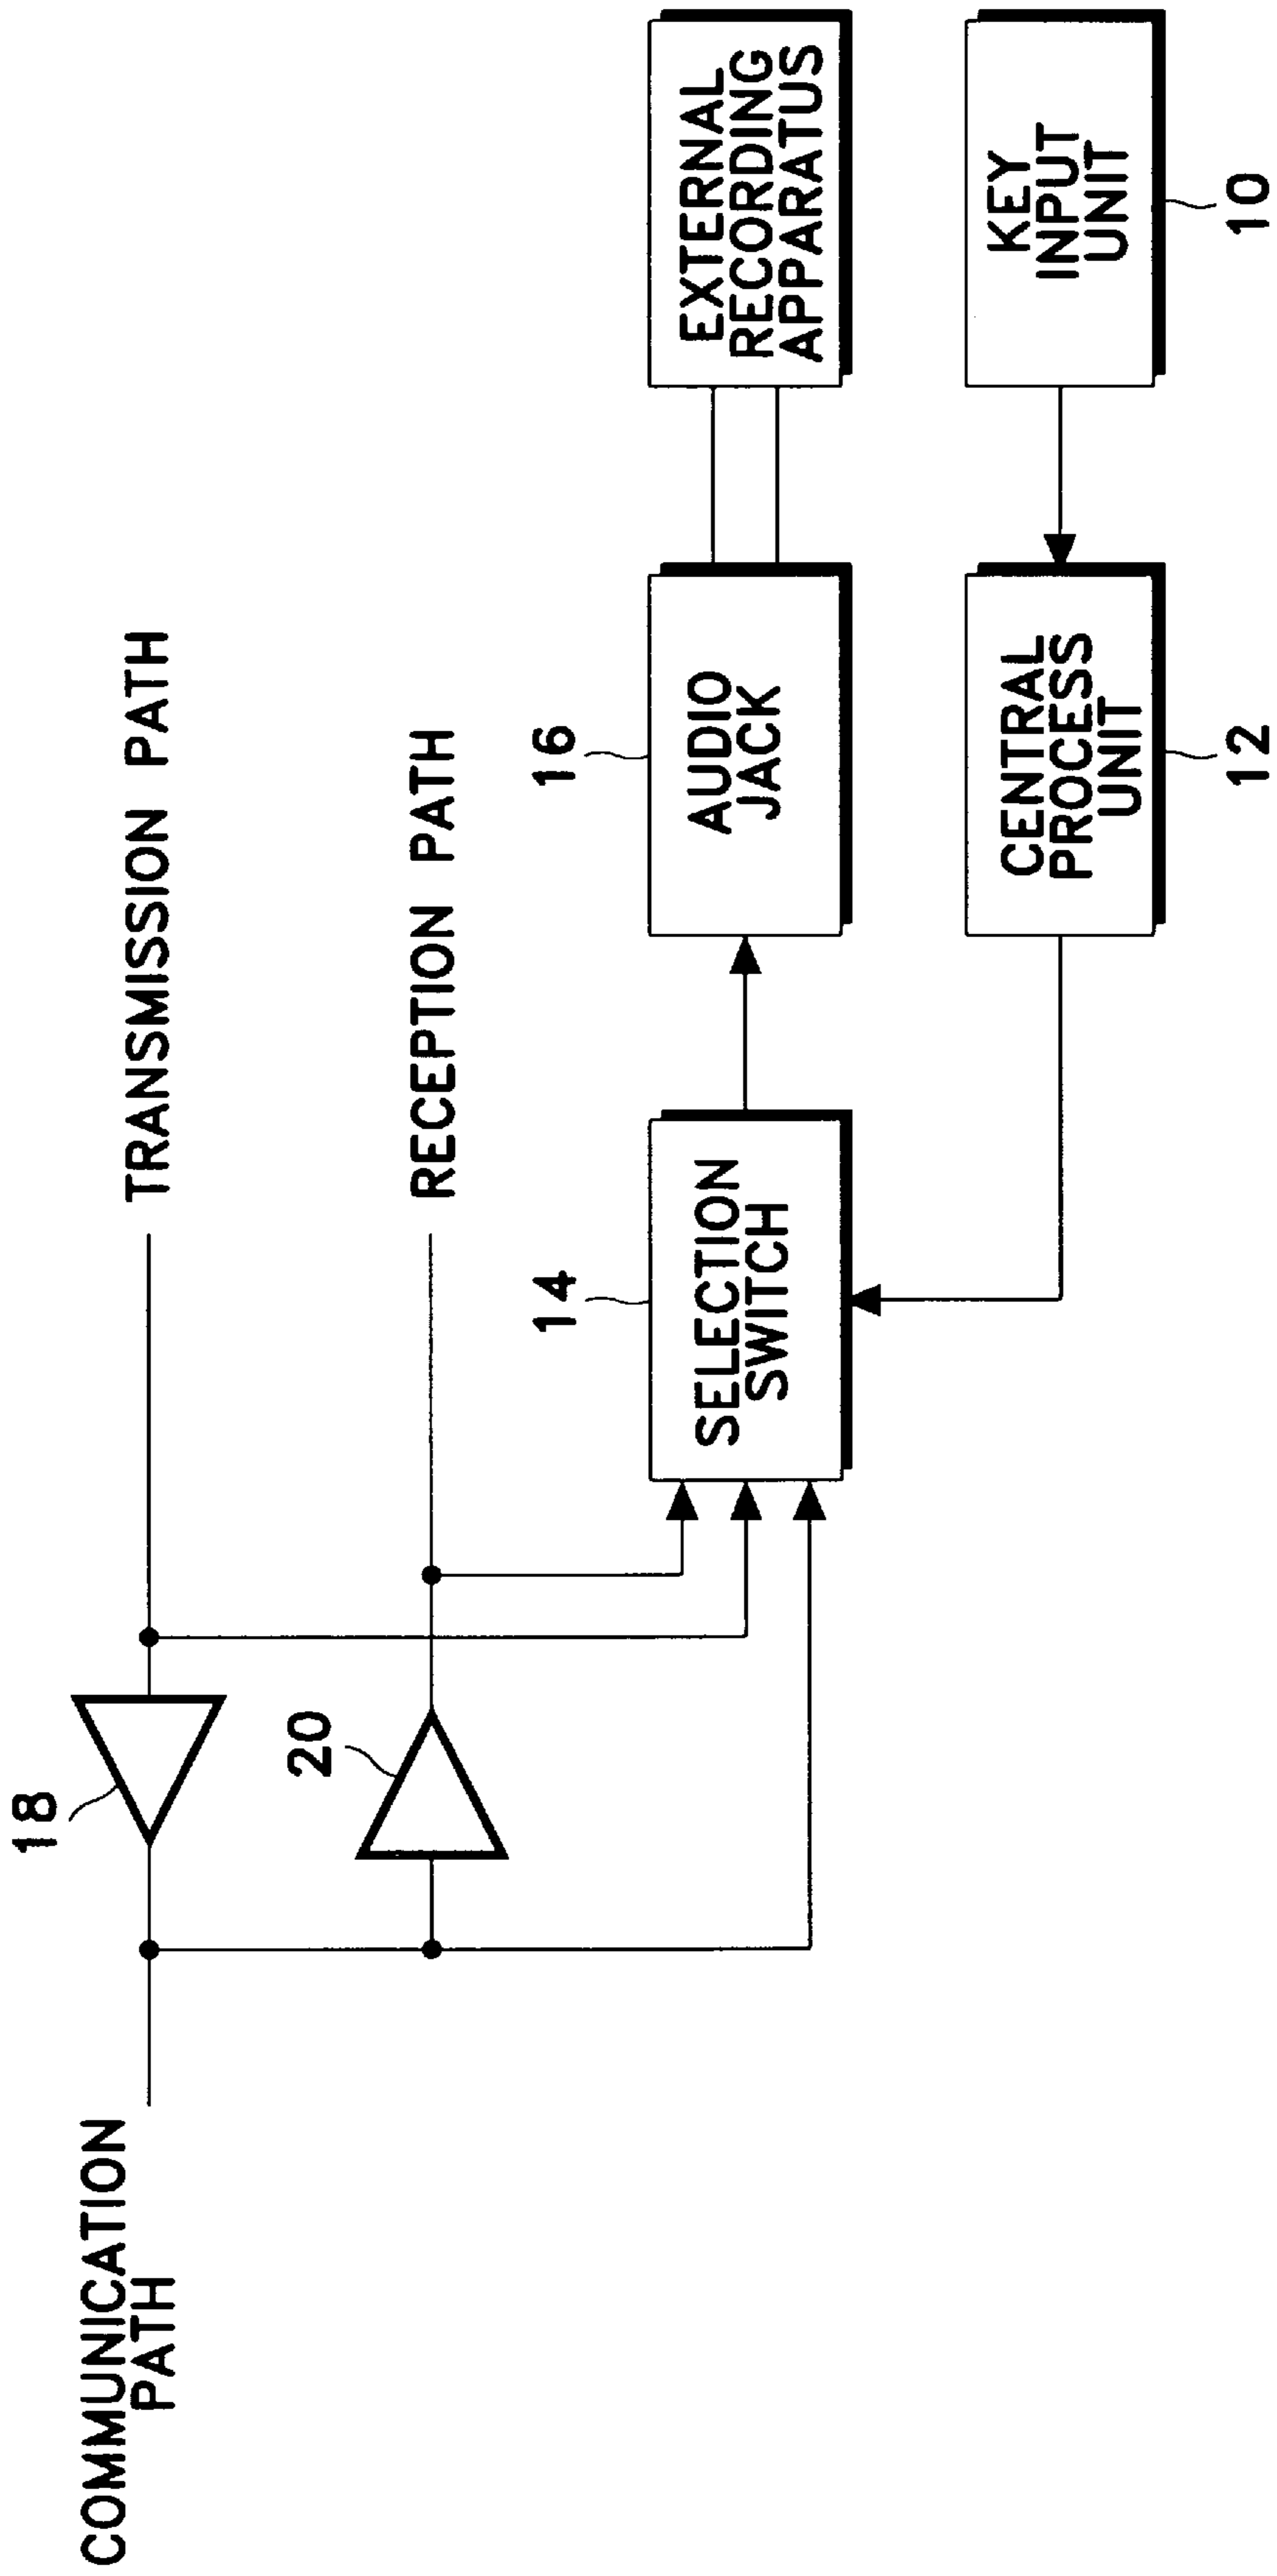 COMMUNICATION
PATH
18
TRANSMISSION PATH
20
RECEPTION PATH
14
SELECTION
SWITCH
16
AUDIO
JACK
EXTERNAL
RECORDING
APPARATUS
CENTRAL
PROCESS
UNIT
12
KEY
INPUT
UNIT
10